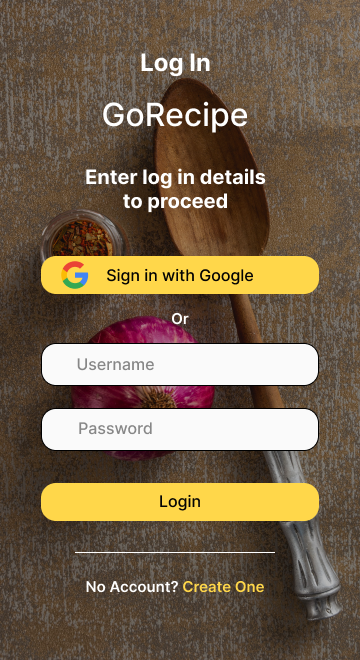 Log In
GoRecipe
Enter log in details
to proceed
Sign in with Google
Or
Username
Password
Login
No Account? Create One